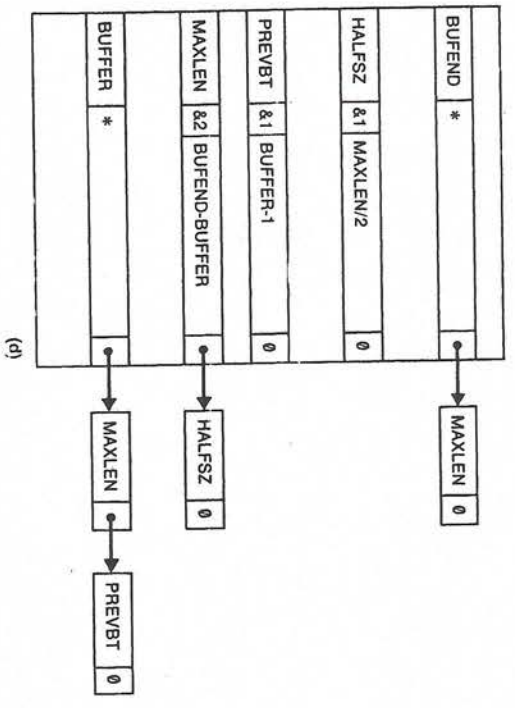 BUFEND * MAXLEN 0
HALFSZ &1 MAXLEN/2 0
PREVBT &1 BUFFER-1 0
MAXLEN &2 BUFEND-BUFFER HALFSZ 0
BUFFER * MAXLEN PREVBT 0
(d)